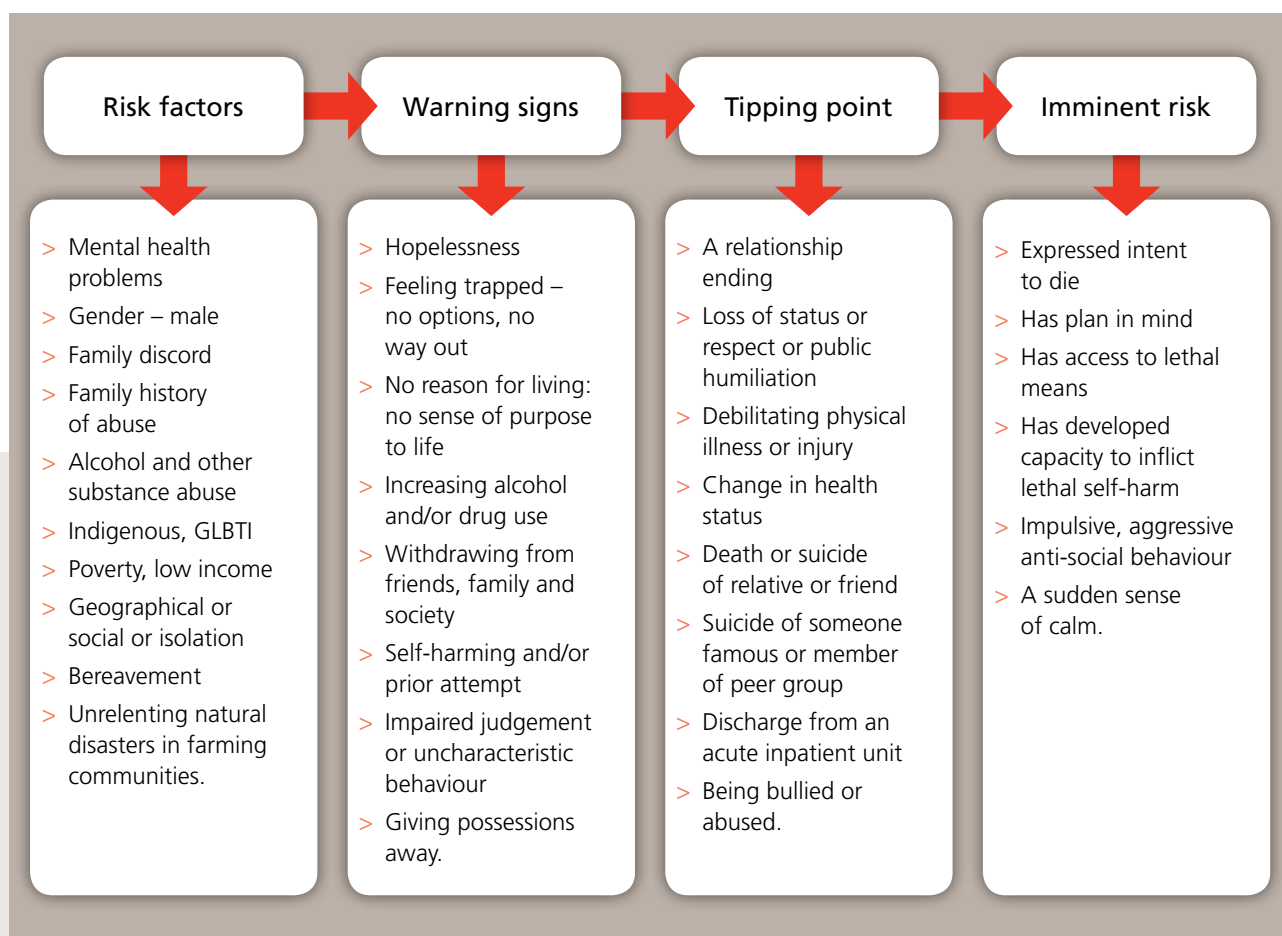 Risk factors
Warning signs
Tipping point
Imminent risk
> Mental health
problems
> Gender – male
> Family discord
> Family history
of abuse
> Alcohol and other
substance abuse
> Indigenous, GLBTI
> Poverty, low income
> Geographical or
social or isolation
> Bereavement
> Unrelenting natural
disasters in farming
communities.
> Hopelessness
> Feeling trapped –
no options, no
way out
> No reason for living:
no sense of purpose
to life
> Increasing alcohol
and/or drug use
> Withdrawing from
friends, family and
society
> Self-harming and/or
prior attempt
> Impaired judgement
or uncharacteristic
behaviour
> Giving possessions
away.
> A relationship
ending
> Loss of status or
respect or public
humiliation
> Debilitating physical
illness or injury
> Change in health
status
> Death or suicide
of relative or friend
> Suicide of someone
famous or member
of peer group
> Discharge from an
acute inpatient unit
> Being bullied or
abused.
> Expressed intent
to die
> Has plan in mind
> Has access to lethal
means
> Has developed
capacity to inflict
lethal self-harm
> Impulsive, aggressive
anti-social behaviour
> A sudden sense
of calm.